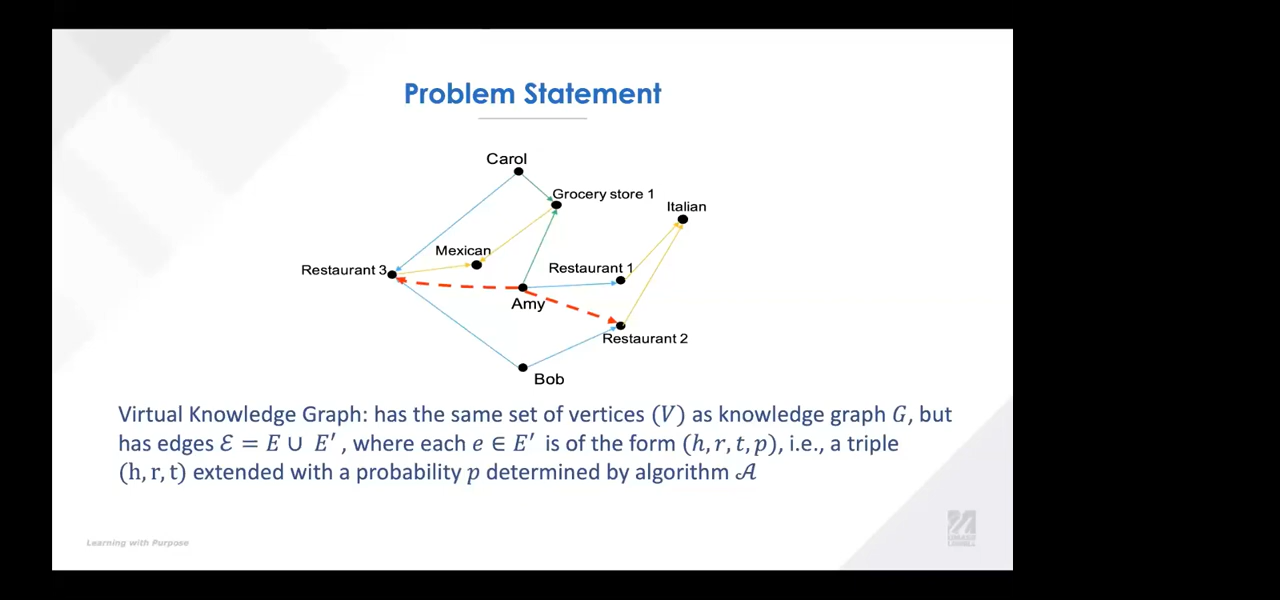 Problem Statement
Carol
Grocery store 1
Italian
Mexican
Restaurant 1
Restaurant 3
Amy
Restaurant 2
Bob
Virtual Knowledge Graph: has the same set of vertices (V) as knowledge graph G, but
has edges ℰ = E ∪ E′, where each e ∈ E′ is of the form (h, r, t, p), i.e., a triple
(h, r, t) extended with a probability p determined by algorithm 𝒜
Learning with Purpose